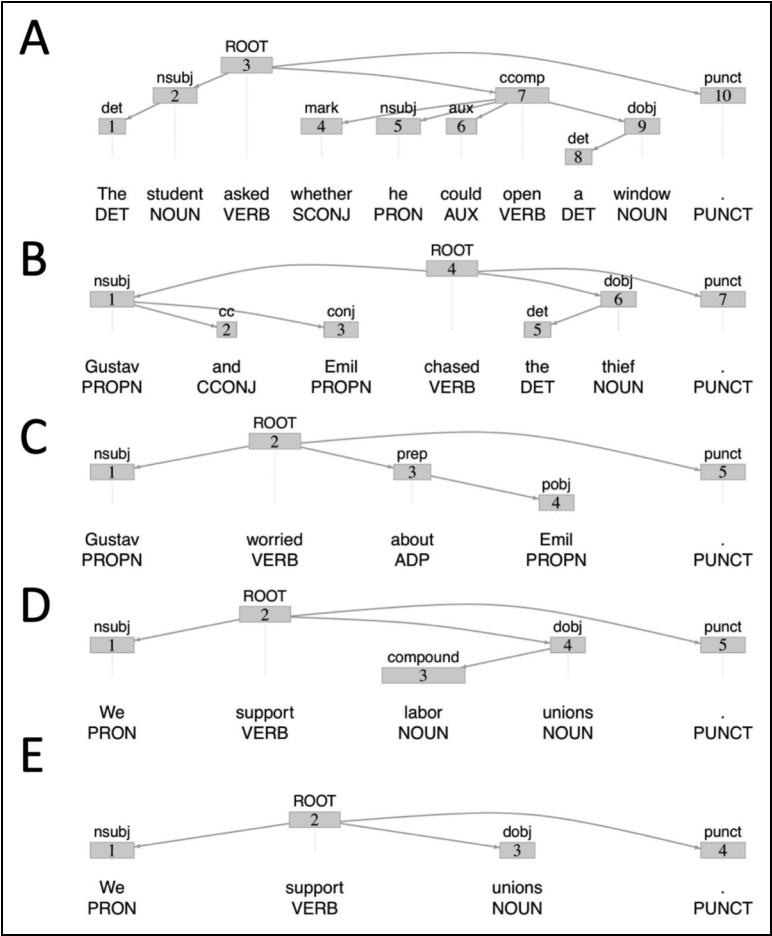 A
ROOT
3
nsubj
2
ccomp
7
punct
10
det
1
mark
4
nsubj
5
aux
6
dobj
9
det
8
The student asked whether he could open a window .
DET NOUN VERB SCONJ PRON AUX VERB DET NOUN PUNCT
B
ROOT
4
nsubj
1
dobj
6
punct
7
cc
2
conj
3
det
5
Gustav and Emil chased the thief .
PROPN CCONJ PROPN VERB DET NOUN PUNCT
C
ROOT
2
nsubj
1
prep
3
punct
5
pobj
4
Gustav worried about Emil .
PROPN VERB ADP PROPN PUNCT
D
ROOT
2
nsubj
1
dobj
4
punct
5
compound
3
We support labor unions .
PRON VERB NOUN NOUN PUNCT
E
ROOT
2
nsubj
1
dobj
3
punct
4
We support unions .
PRON VERB NOUN PUNCT